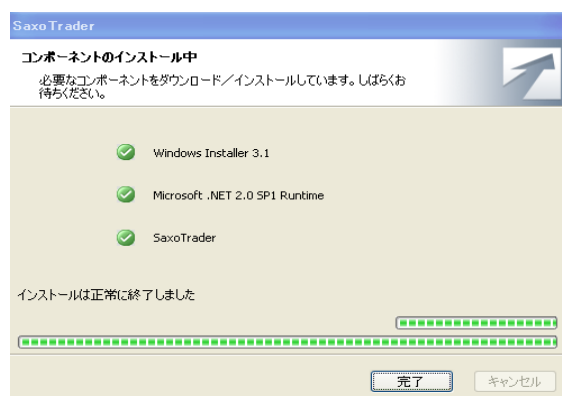 SaxoTrader
コンポーネントのインストール中
必要なコンポーネントをダウンロード／インストールしています。しばらくお
待ちください。
Windows Installer 3.1
Microsoft .NET 2.0 SP1 Runtime
SaxoTrader
インストールは正常に終了しました
完了
キャンセル